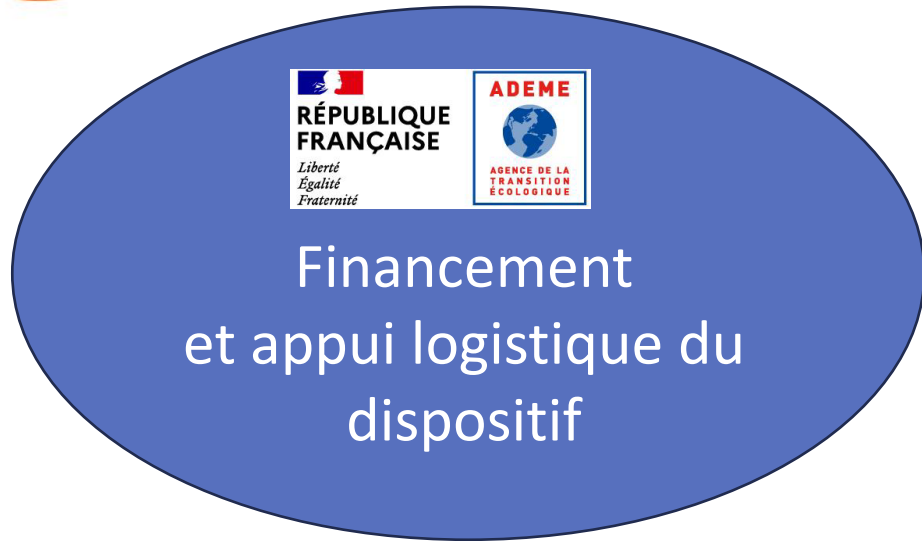 RÉPUBLIQUE
FRANÇAISE
Liberté
Égalité
Fraternité
ADEME
AGENCE DE LA
TRANSITION
ÉCOLOGIQUE
Financement
et appui logistique du
dispositif